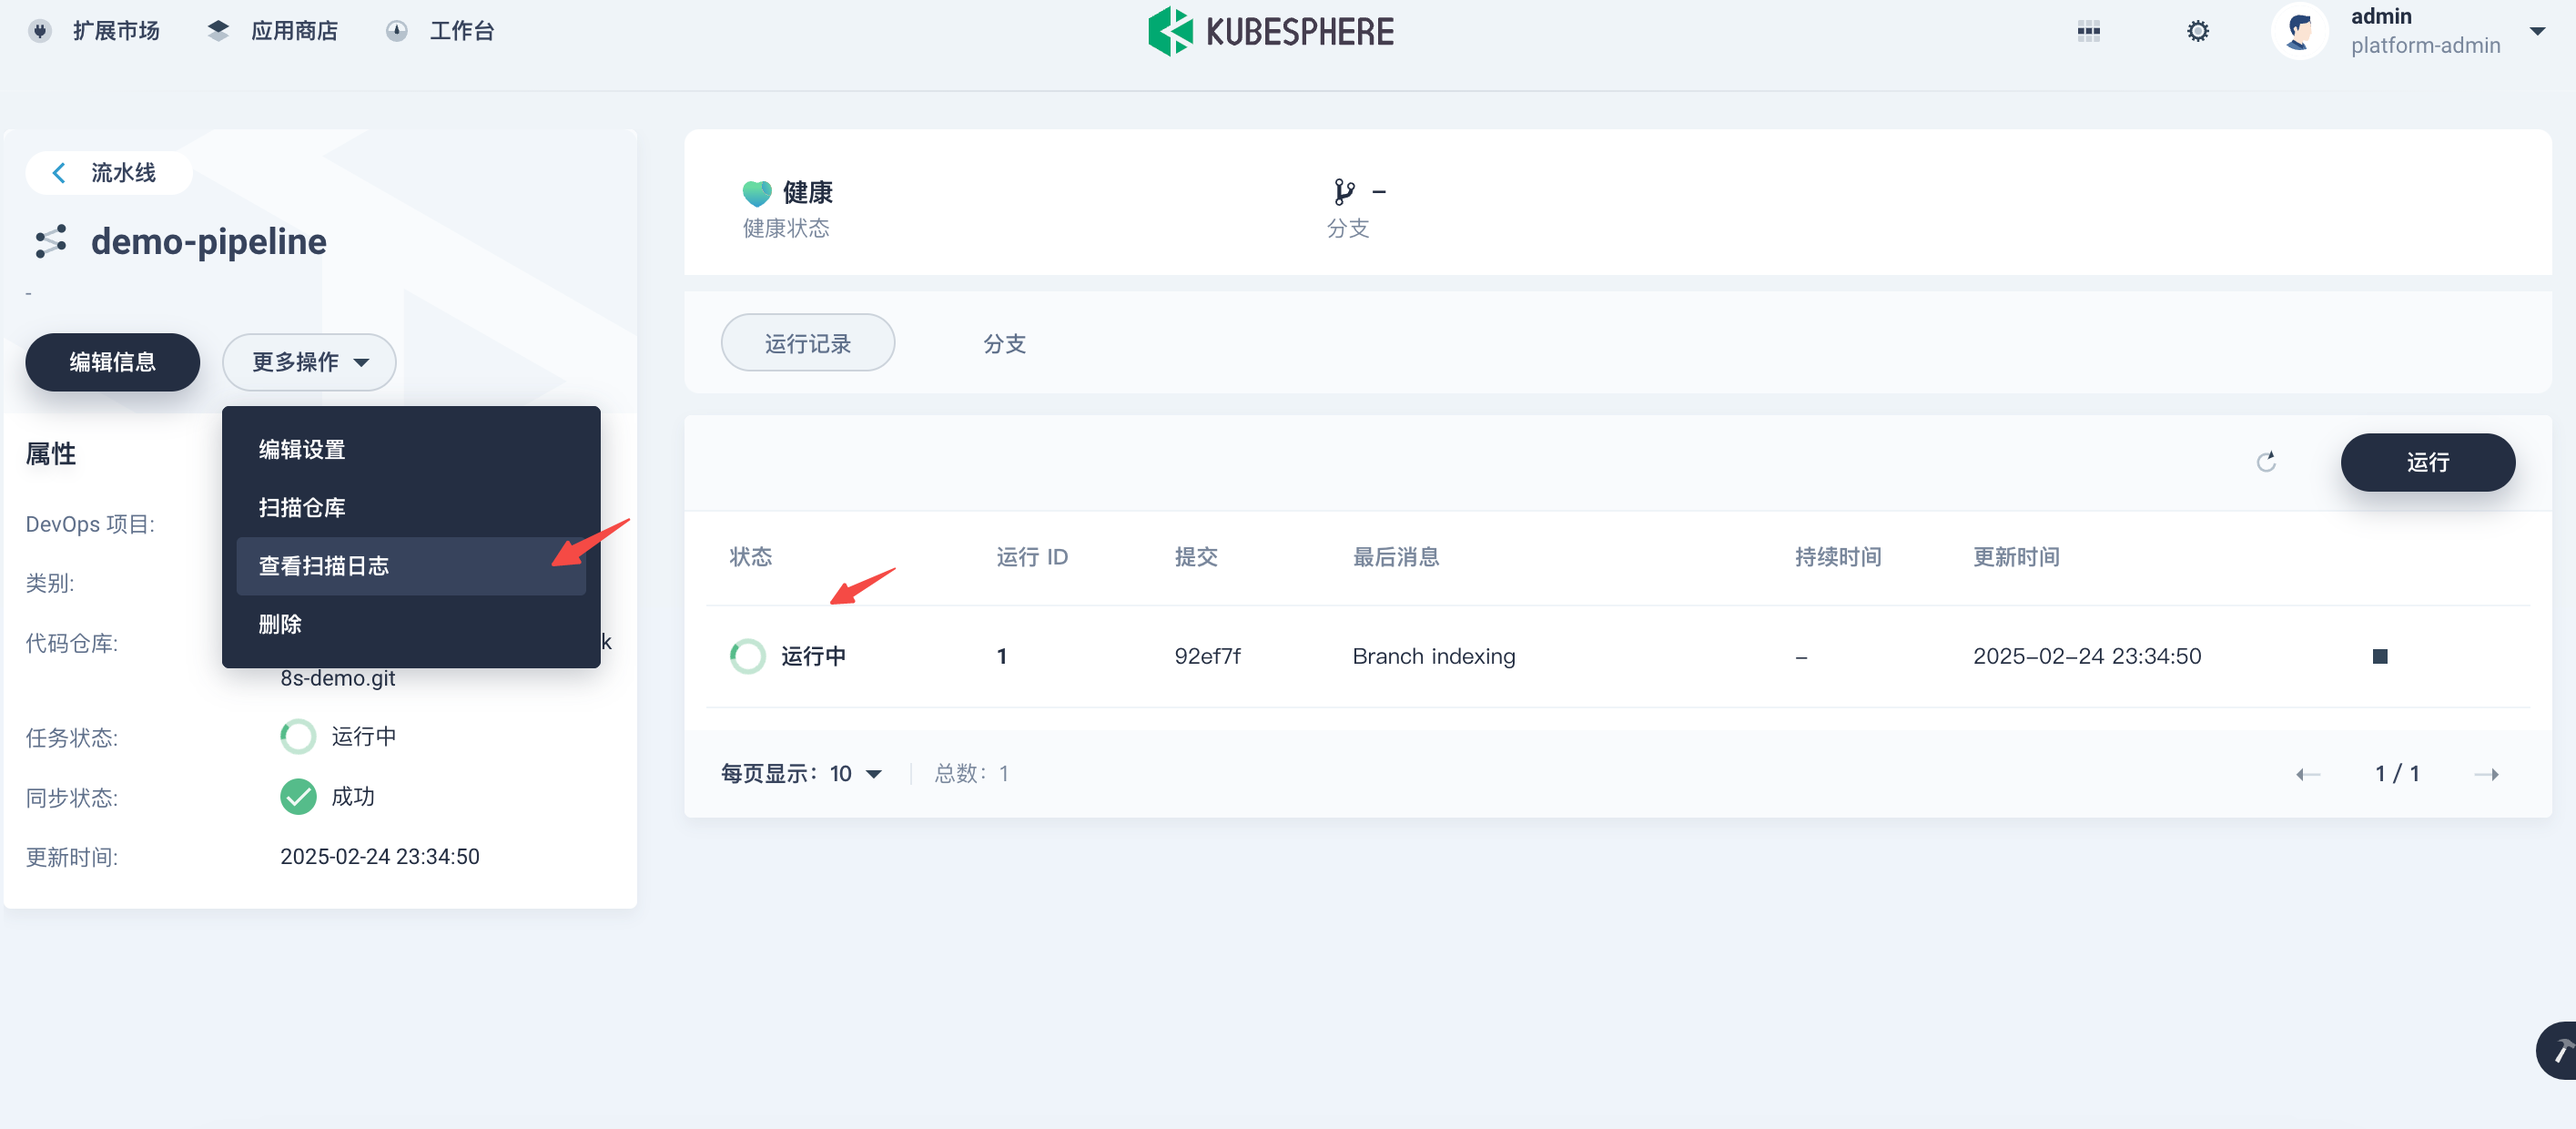 扩展市场
应用商店
工作台
KUBESPHERE
admin
platform-admin
流水线
demo-pipeline
-
编辑信息
更多操作
编辑设置
扫描仓库
查看扫描日志
删除
属性
DevOps 项目:
类别:
代码仓库:
k
8s-demo.git
任务状态:
运行中
同步状态:
成功
更新时间:
2025-02-24 23:34:50
健康
健康状态
–
分支
运行记录
分支
运行
状态
运行 ID
提交
最后消息
持续时间
更新时间
运行中
1
92ef7f
Branch indexing
–
2025-02-24 23:34:50
每页显示：10
总数：1
1 / 1